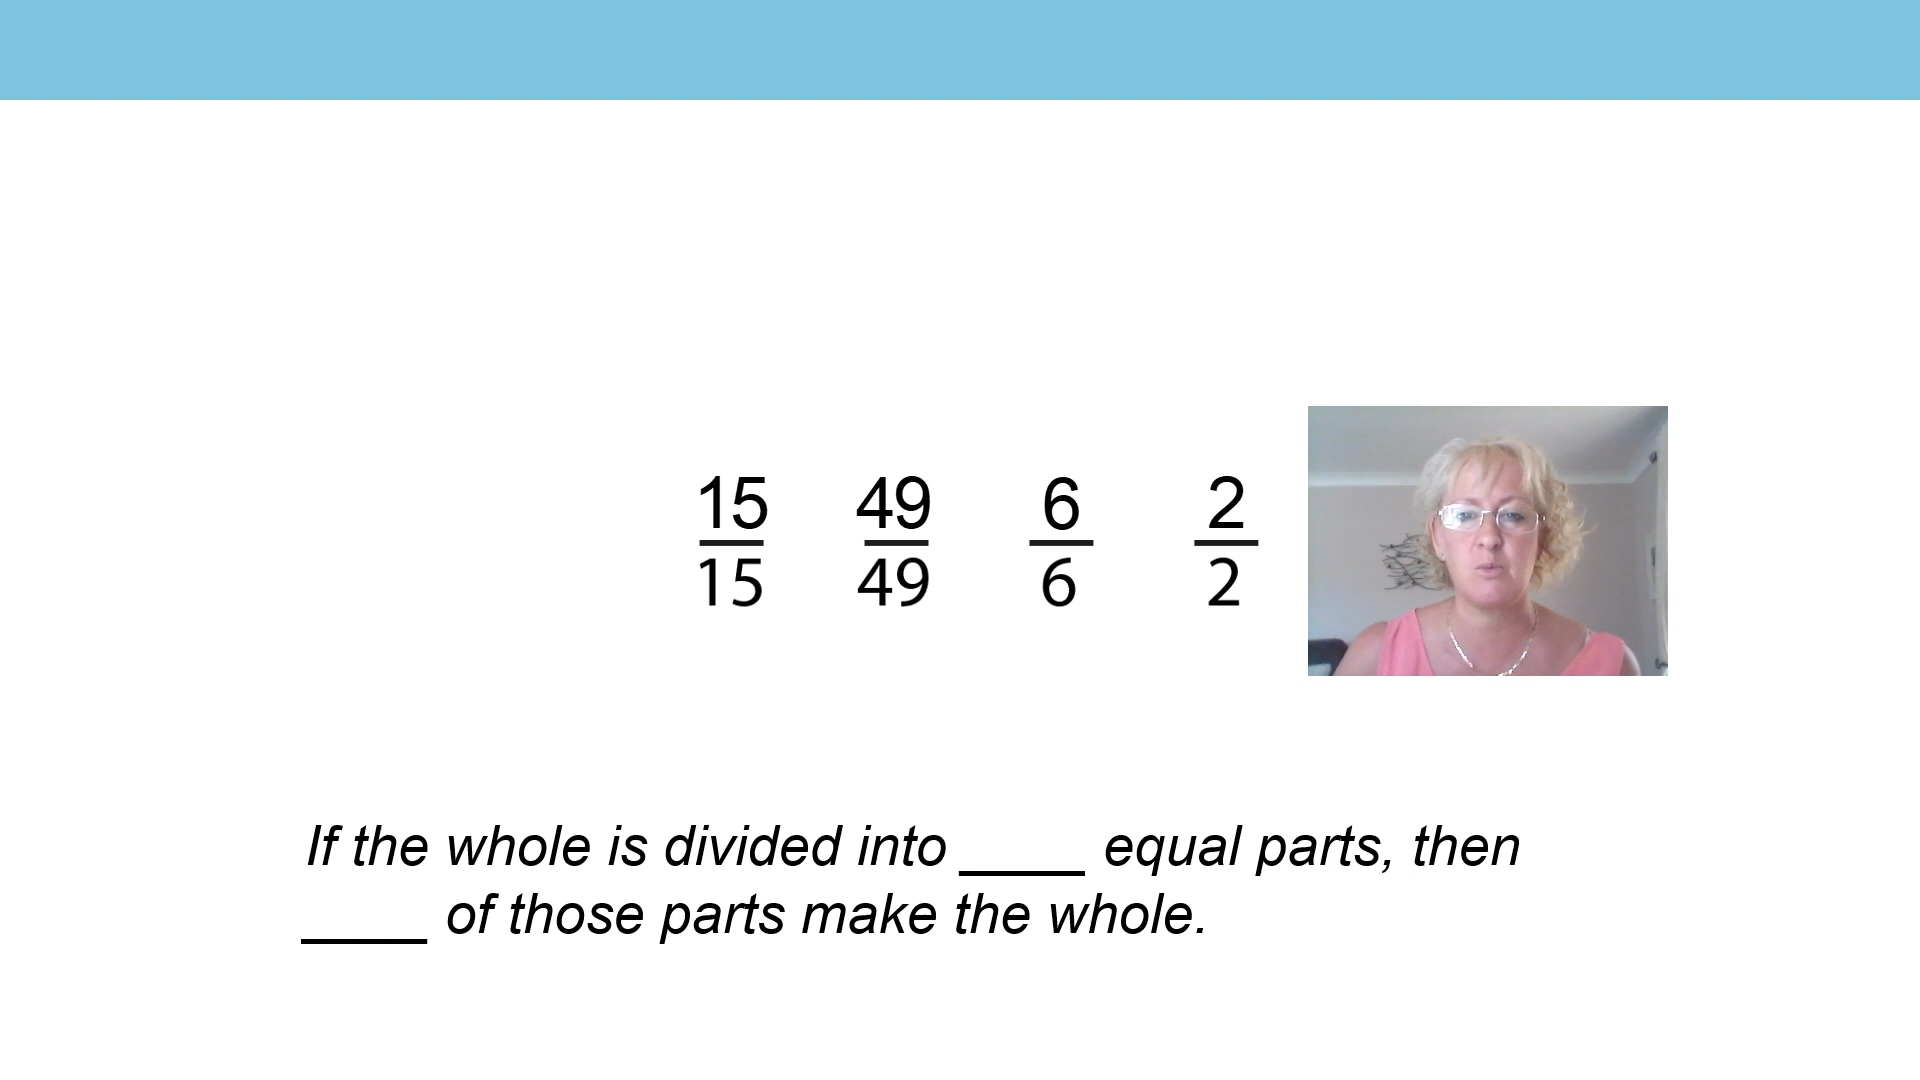 15 49 6 2
15 49 6 2
If the whole is divided into ____ equal parts, then
____ of those parts make the whole.